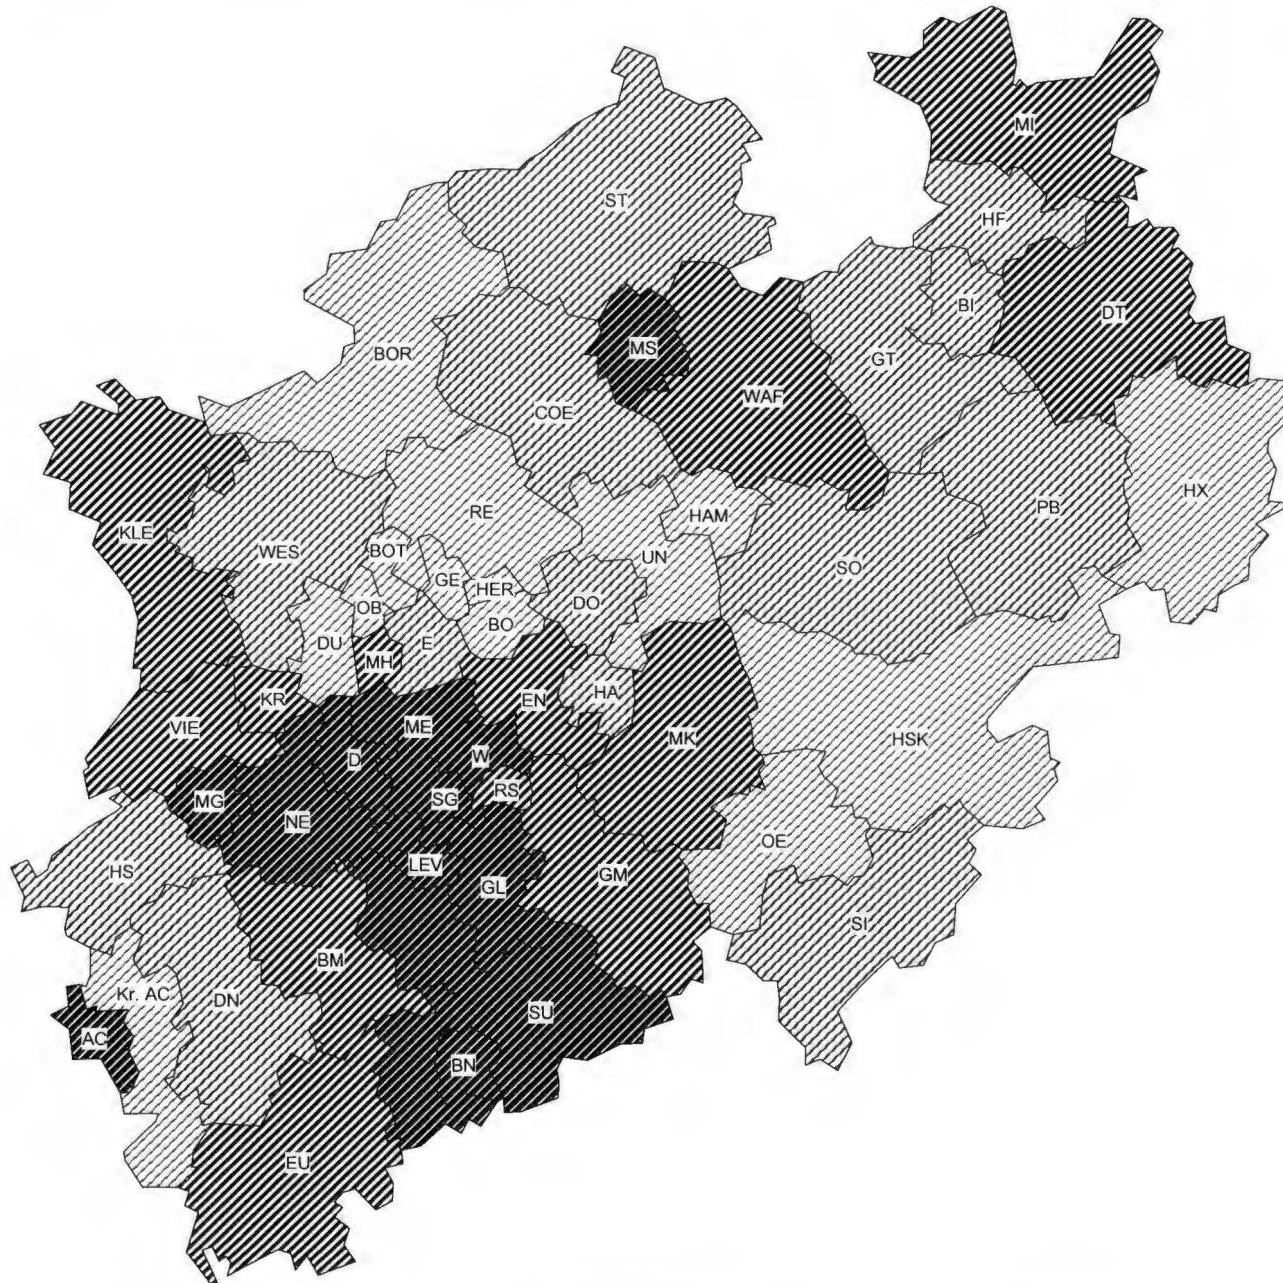 MI
ST
HF
BI
DT
MS
GT
BOR
WAF
COE
HX
PB
RE
HAM
KLE
WES
BOT
UN
SO
GE
HER
OB
DO
BO
DU
E
MH
KR
EN
HA
VIE
ME
MK
HSK
D
W
RS
MG
SG
NE
OE
HS
LEV
GL
GM
SI
BM
Kr. AC
DN
SU
AC
BN
EU